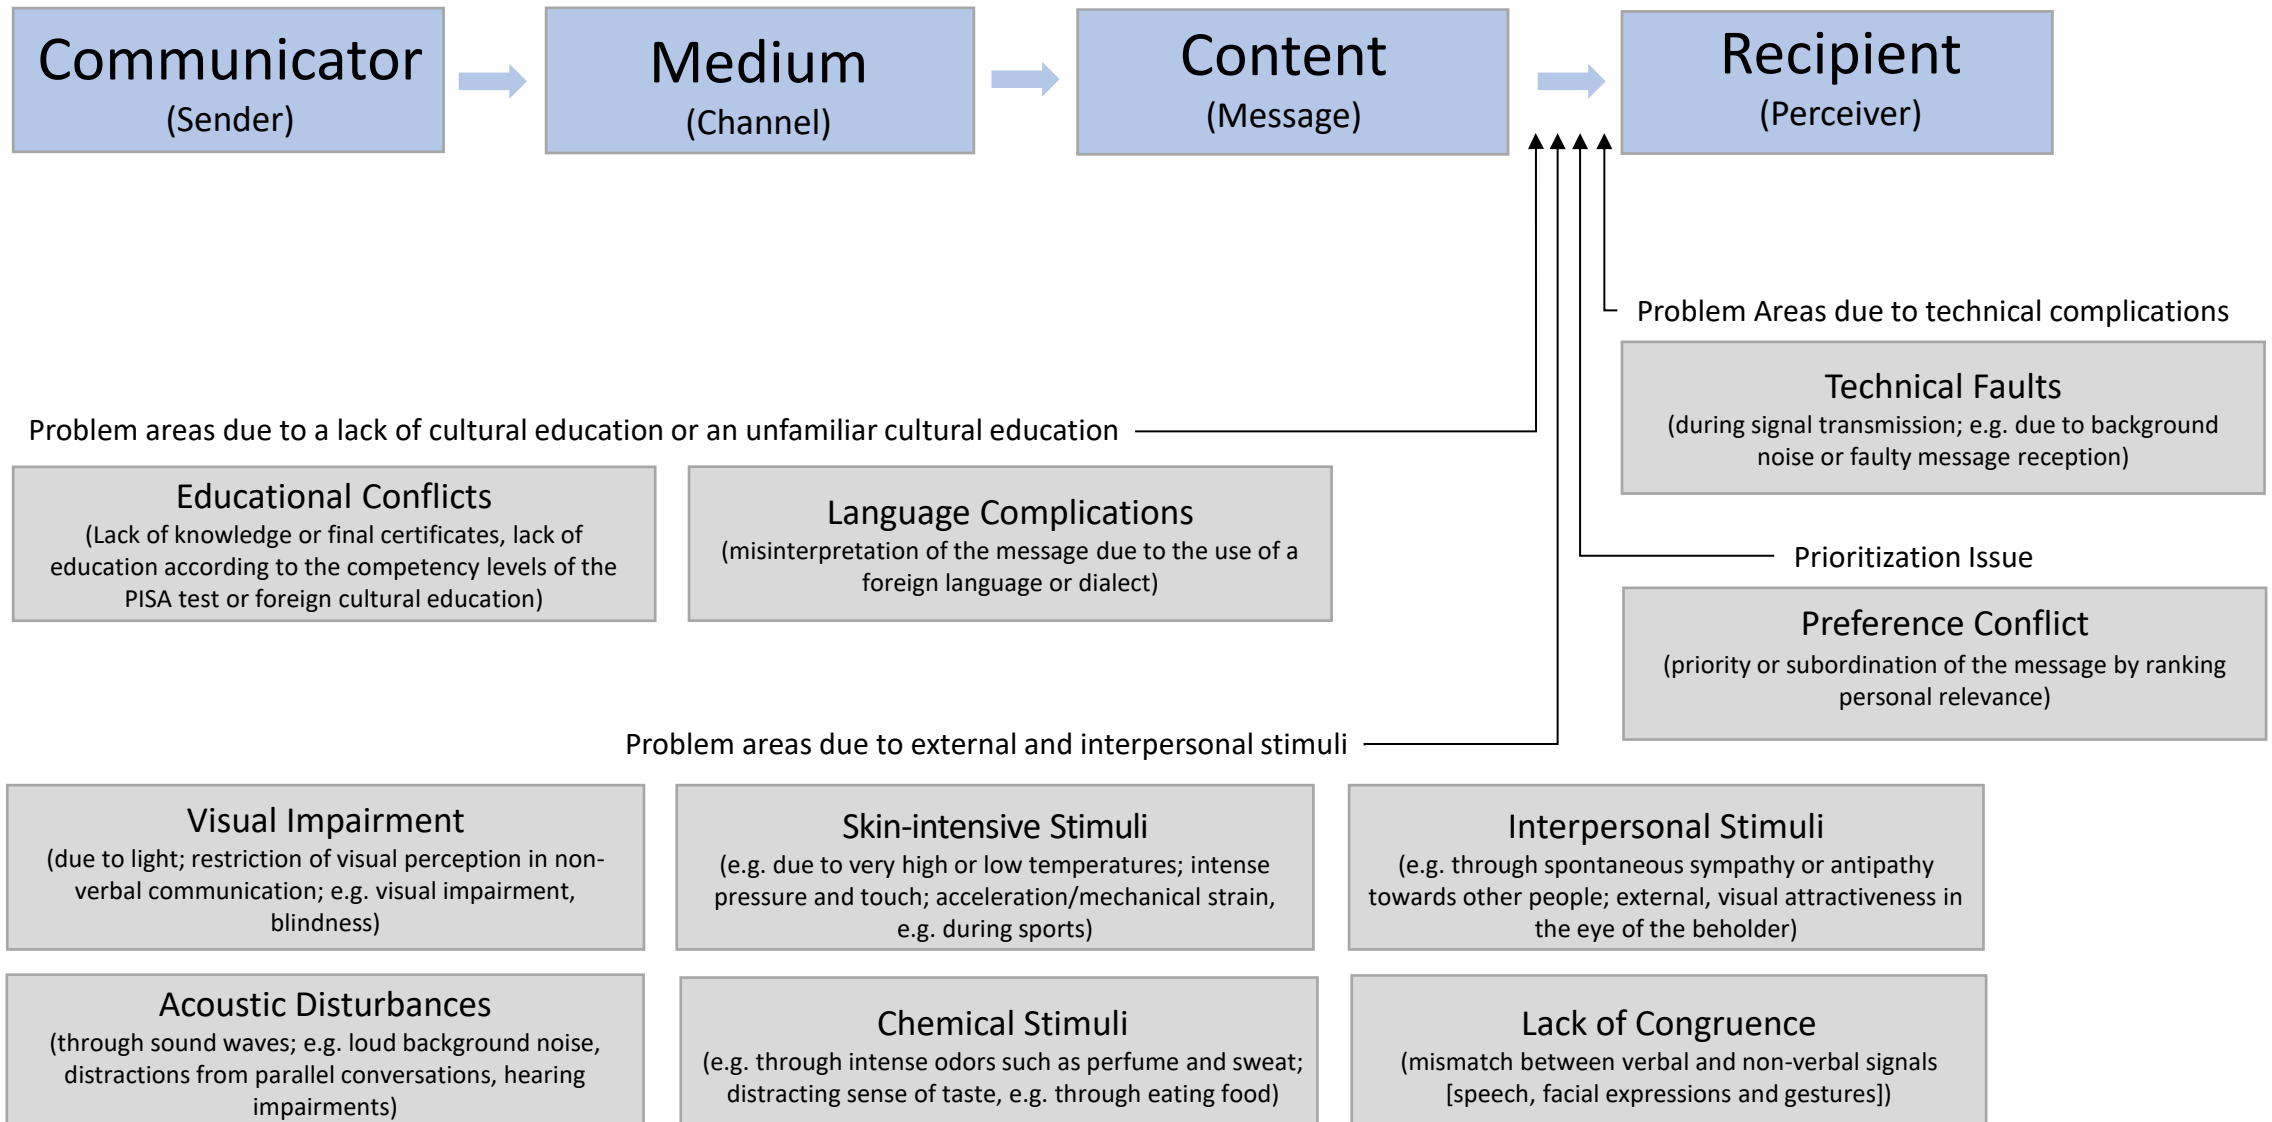 Communicator
(Sender)
Medium
(Channel)
Content
(Message)
Recipient
(Perceiver)
Problem Areas due to technical complications
Technical Faults
(during signal transmission; e.g. due to background
noise or faulty message reception)
Problem areas due to a lack of cultural education or an unfamiliar cultural education
Educational Conflicts
(Lack of knowledge or final certificates, lack of
education according to the competency levels of the
PISA test or foreign cultural education)
Language Complications
(misinterpretation of the message due to the use of a
foreign language or dialect)
Prioritization Issue
Preference Conflict
(priority or subordination of the message by ranking
personal relevance)
Problem areas due to external and interpersonal stimuli
Visual Impairment
(due to light; restriction of visual perception in non-
verbal communication; e.g. visual impairment,
blindness)
Skin-intensive Stimuli
(e.g. due to very high or low temperatures; intense
pressure and touch; acceleration/mechanical strain,
e.g. during sports)
Interpersonal Stimuli
(e.g. through spontaneous sympathy or antipathy
towards other people; external, visual attractiveness in
the eye of the beholder)
Acoustic Disturbances
(through sound waves; e.g. loud background noise,
distractions from parallel conversations, hearing
impairments)
Chemical Stimuli
(e.g. through intense odors such as perfume and sweat;
distracting sense of taste, e.g. through eating food)
Lack of Congruence
(mismatch between verbal and non-verbal signals
[speech, facial expressions and gestures])